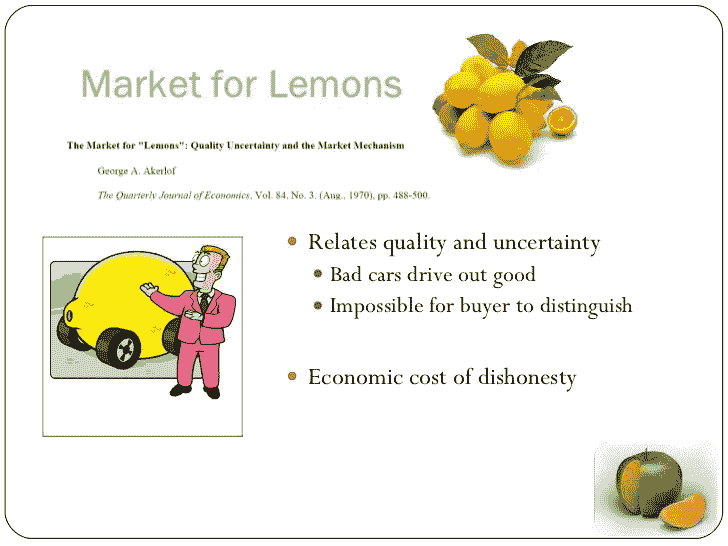 Market for Lemons
The Market for "Lemons": Quality Uncertainty and the Market Mechanism
George A. Akerlof
The Quarterly Journal of Economics, Vol. 84, No. 3. (Aug., 1970), pp. 488-500.
Relates quality and uncertainty
Bad cars drive out good
Impossible for buyer to distinguish
Economic cost of dishonesty